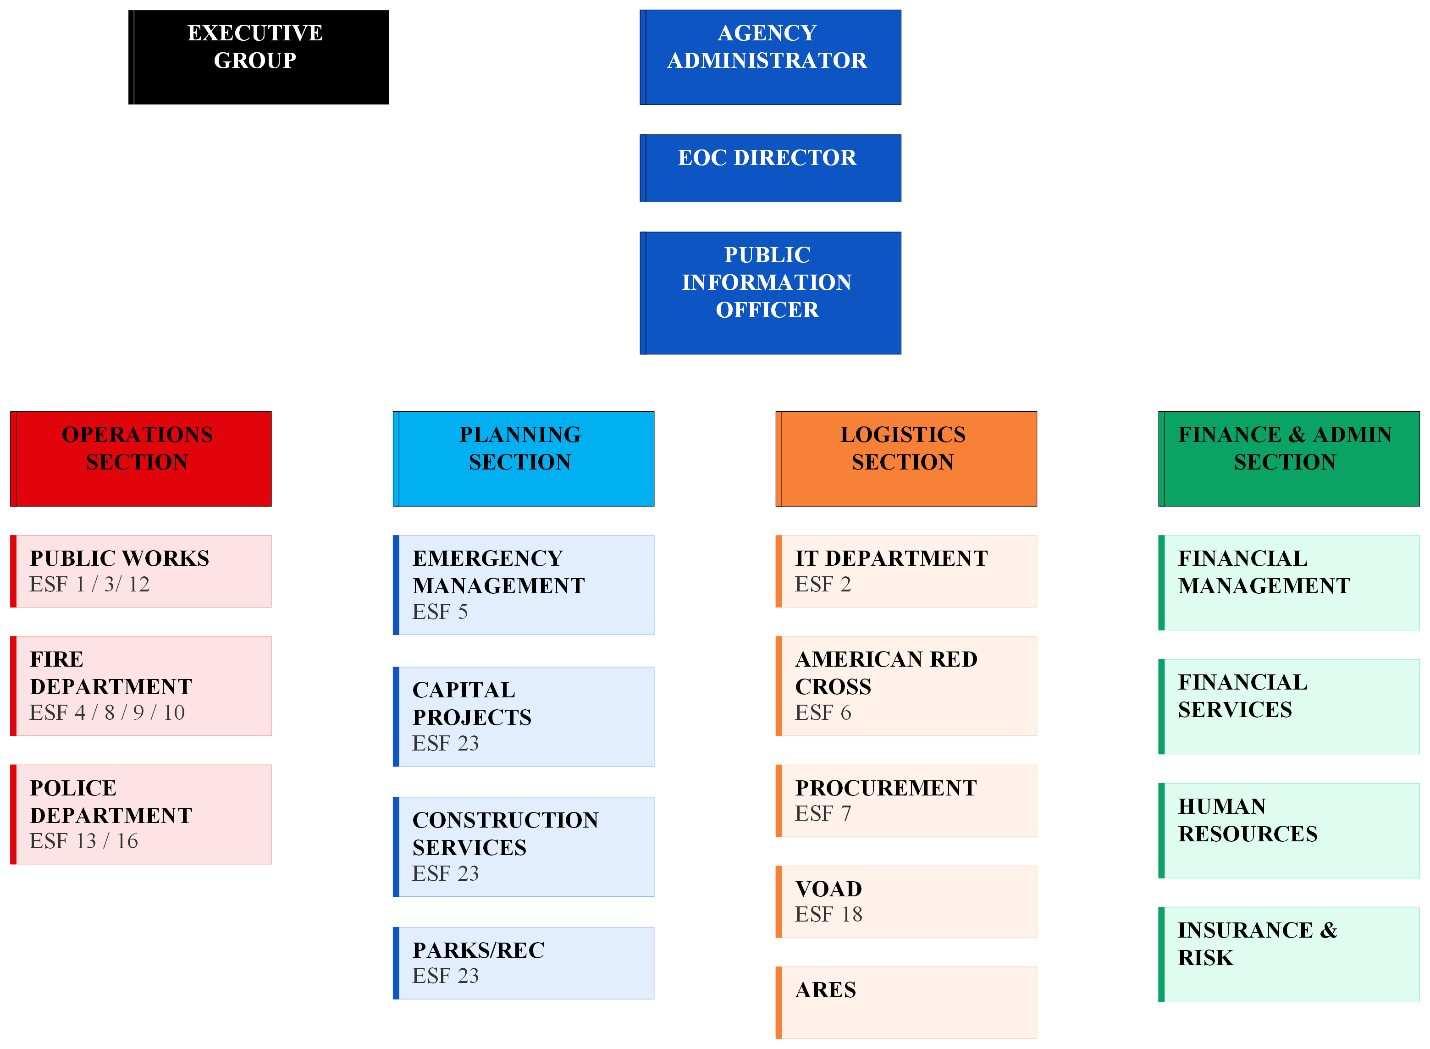 EXECUTIVE
GROUP
AGENCY
ADMINISTRATOR
EOC DIRECTOR
PUBLIC
INFORMATION
OFFICER
OPERATIONS
SECTION
PUBLIC WORKS
ESF 1 / 3/ 12
FIRE
DEPARTMENT
ESF 4 / 8 / 9 / 10
POLICE
DEPARTMENT
ESF 13 / 16
PLANNING
SECTION
EMERGENCY
MANAGEMENT
ESF 5
CAPITAL
PROJECTS
ESF 23
CONSTRUCTION
SERVICES
ESF 23
PARKS/REC
ESF 23
LOGISTICS
SECTION
IT DEPARTMENT
ESF 2
AMERICAN RED
CROSS
ESF 6
PROCUREMENT
ESF 7
VOAD
ESF 18
ARES
FINANCE & ADMIN
SECTION
FINANCIAL
MANAGEMENT
FINANCIAL
SERVICES
HUMAN
RESOURCES
INSURANCE &
RISK